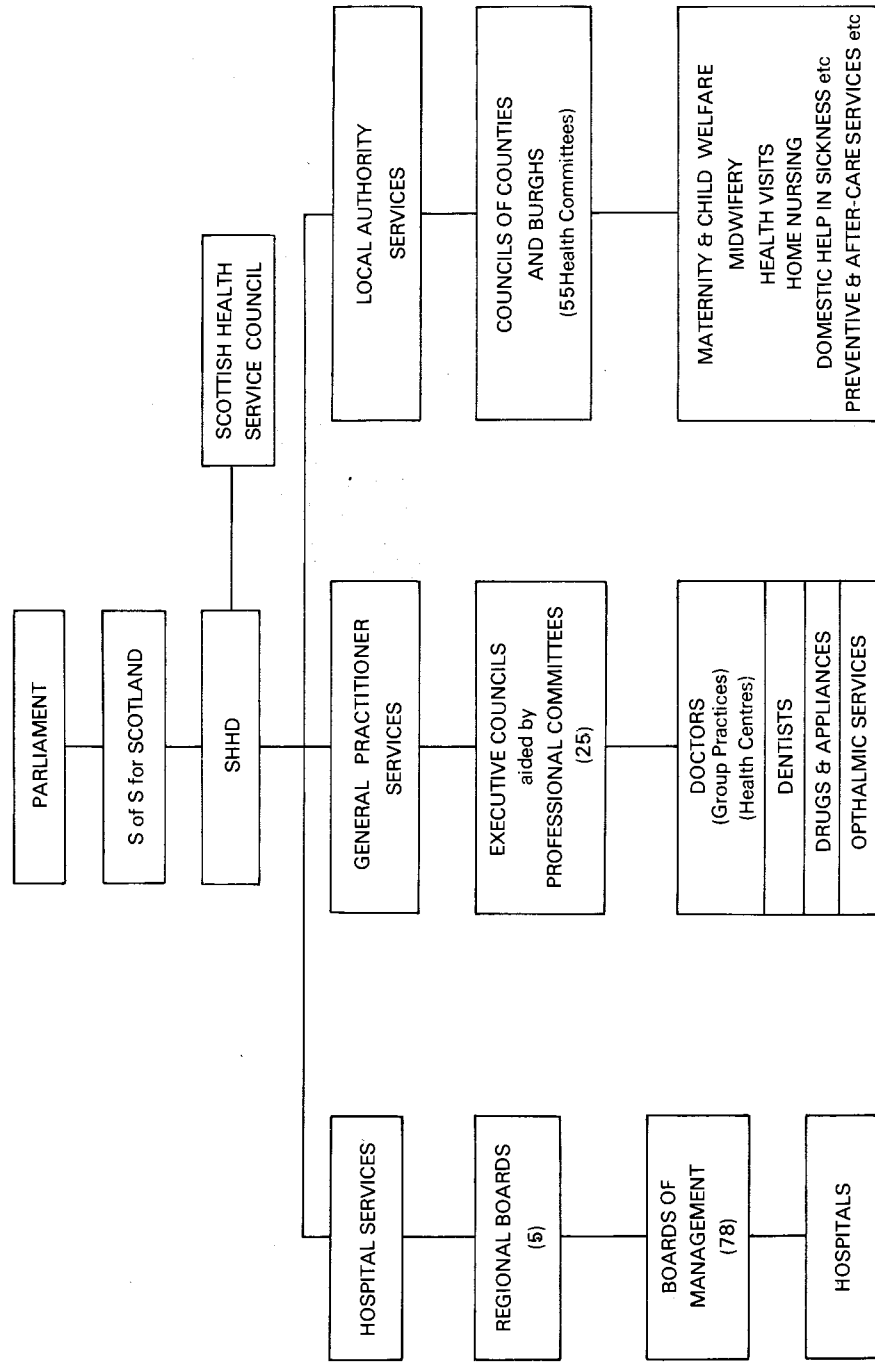 PARLIAMENT
S of S for SCOTLAND
SHHD
SCOTTISH HEALTH
SERVICE COUNCIL
HOSPITAL SERVICES
REGIONAL BOARDS
(5)
BOARDS OF
MANAGEMENT
(78)
HOSPITALS
GENERAL PRACTITIONER
SERVICES
EXECUTIVE COUNCILS
aided by
PROFESSIONAL COMMITTEES
(25)
DOCTORS
(Group Practices)
(Health Centres)
DENTISTS
DRUGS & APPLIANCES
OPTHALMIC SERVICES
LOCAL AUTHORITY
SERVICES
COUNCILS OF COUNTIES
AND BURGHS
(55Health Committees)
MATERNITY & CHILD WELFARE
MIDWIFERY
HEALTH VISITS
HOME NURSING
DOMESTIC HELP IN SICKNESS etc
PREVENTIVE & AFTER-CARE SERVICES etc